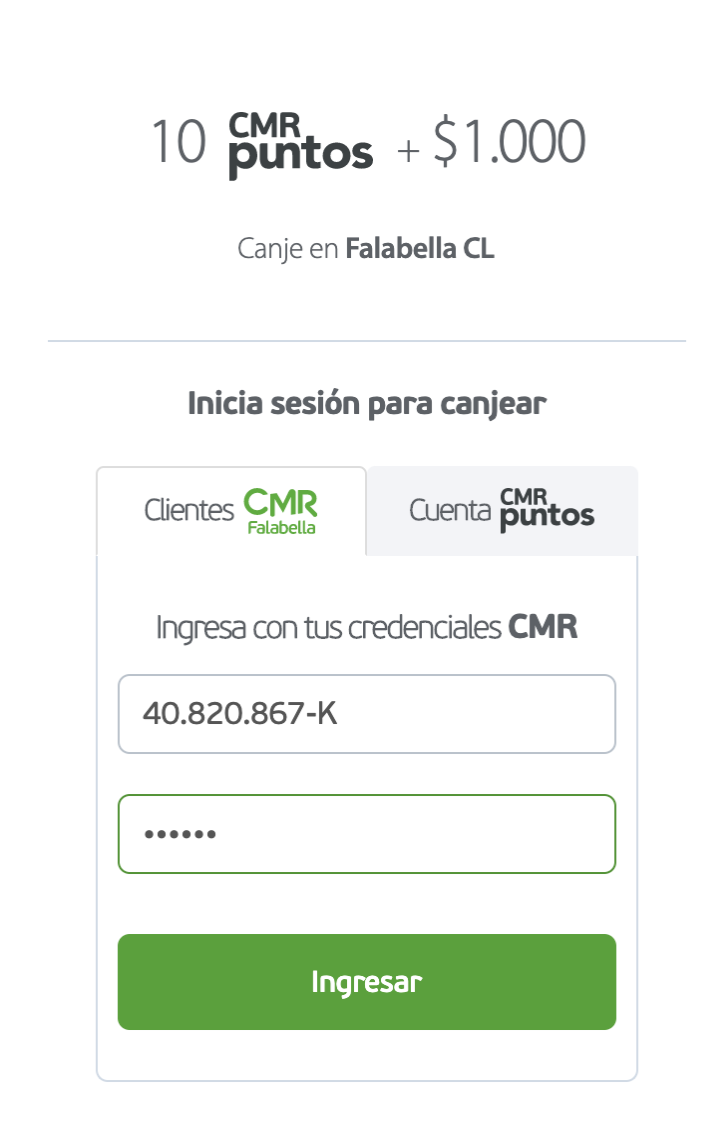 10 CMR puntos + $1.000
Canje en Falabella CL
Inicia sesión para canjear
Clientes CMR Falabella
Cuenta CMR puntos
Ingresa con tus credenciales CMR
40.820.867-K
••••••
Ingresar